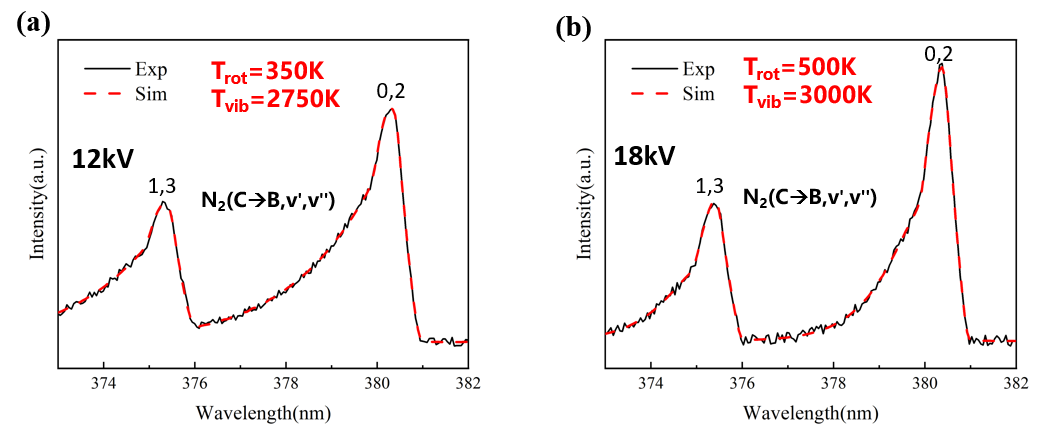 (a)
Exp
Sim
Trot=350K
Tvib=2750K
0,2
12kV
1,3
N2(C→B,v',v'')
Intensity(a.u.)
374
376
378
380
382
Wavelength(nm)
(b)
Exp
Sim
Trot=500K
Tvib=3000K
0,2
18kV
1,3
N2(C→B,v',v'')
Intensity(a.u.)
374
376
378
380
382
Wavelength(nm)